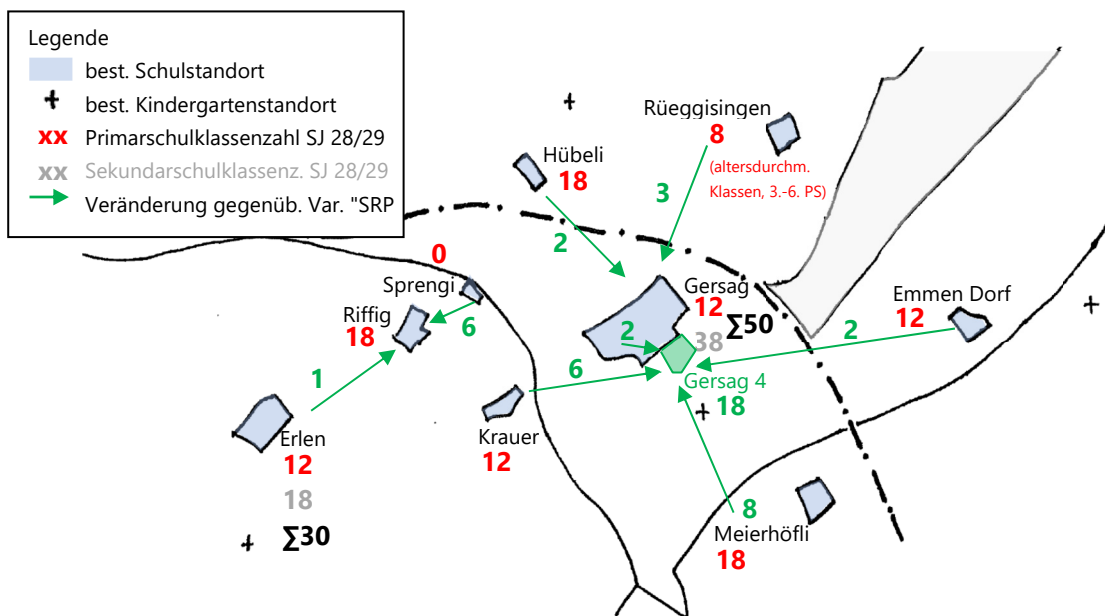 Legende
best. Schulstandort
best. Kindergartenstandort
xx Primarschulklassenzahl SJ 28/29
xx Sekundarschulklassenz. SJ 28/29
Veränderung gegenüb. Var. "SRP
Rüeggisingen
8
(altersdurchm.
Klassen, 3.-6. PS)
Hübeli
18
3
2
0
Sprengi
Riffig
18
6
1
Gersag
12
∑50
38
2
Gersag 4
18
Emmen Dorf
12
2
6
Krauer
12
Erlen
12
18
∑30
8
Meierhöfli
18